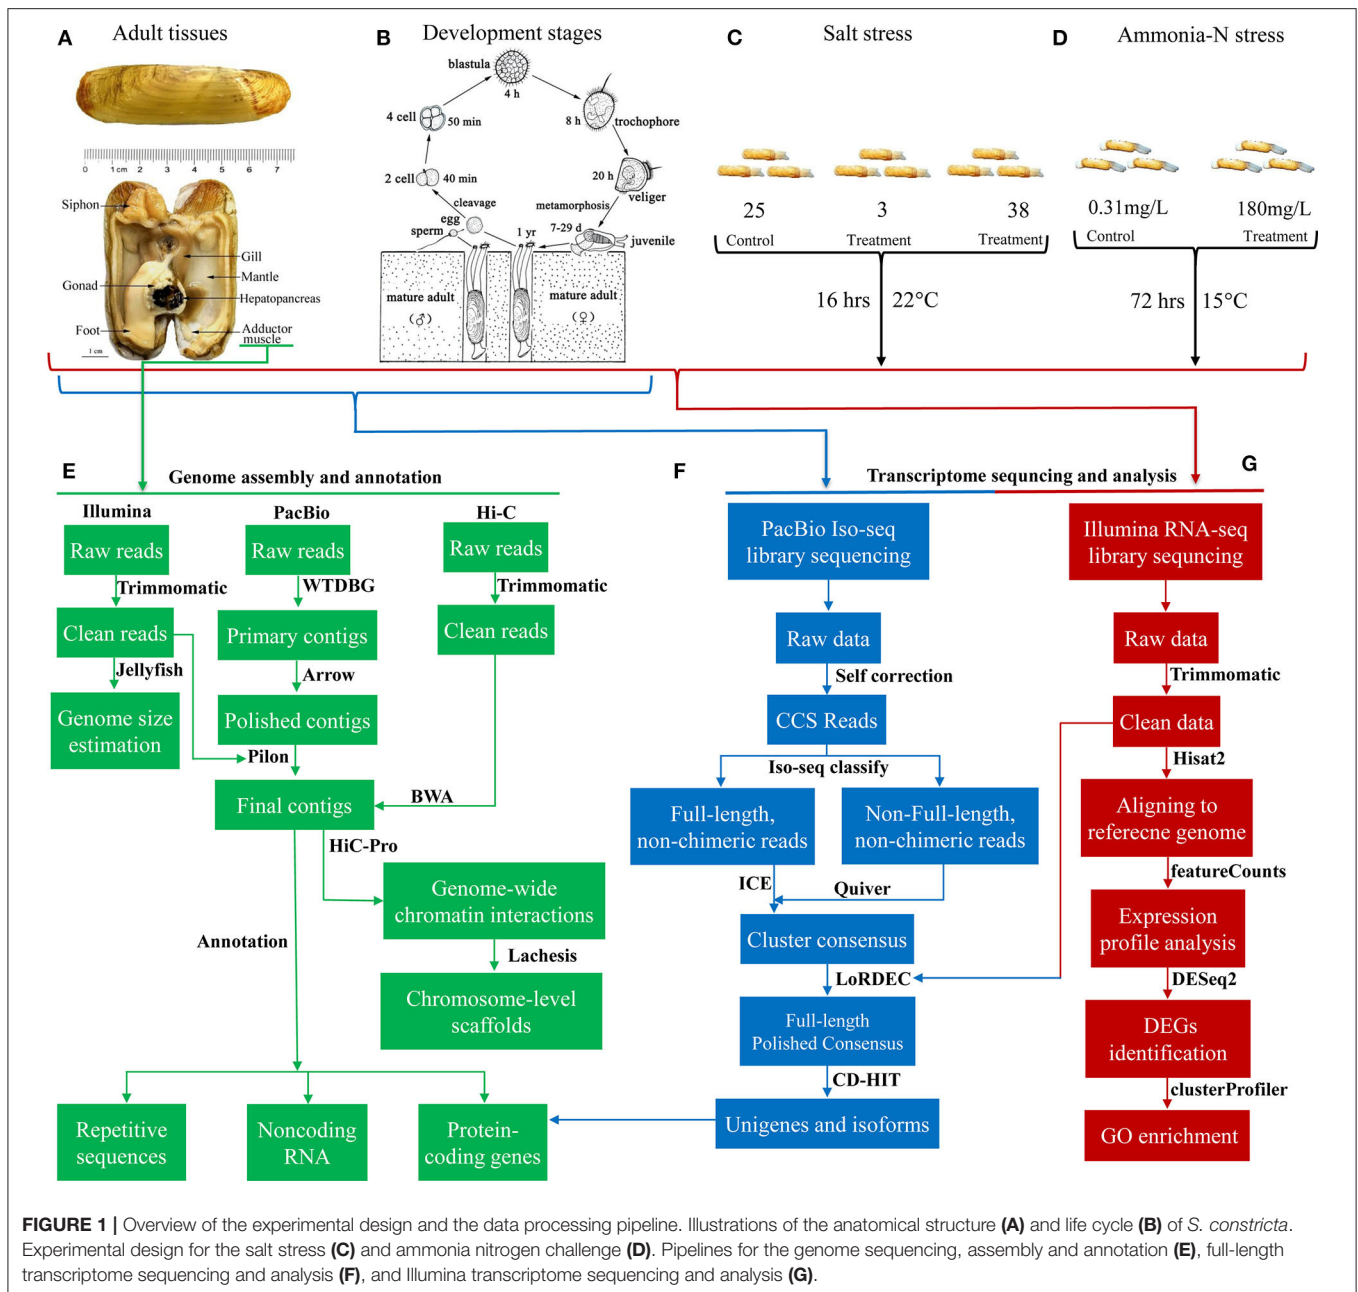 A Adult tissues
0 1 cm 2 3 4 5 6 7
Siphon
Gill
Mantle
Gonad
Hepatopancreas
Foot
Adductor
muscle
1 cm
B Development stages
blastula
4 h
4 cell
50 min
8 h
trochophore
2 cell
40 min
20 h
veliger
cleavage
metamorphosis
egg
sperm
1 yr
7-29 d
juvenile
mature adult
(♂)
mature adult
(♀)
C Salt stress
25 3 38
Control Treatment Treatment
16 hrs 22°C
D Ammonia-N stress
0.31mg/L 180mg/L
Control Treatment
72 hrs 15°C
E
Genome assembly and annotation
Illumina PacBio Hi-C
Raw reads Raw reads Raw reads
Trimmomatic WTDBG Trimmomatic
Clean reads Primary contigs Clean reads
Jellyfish Arrow
Genome size
estimation
Polished contigs
Pilon
Final contigs
BWA
HiC-Pro
Genome-wide
chromatin interactions
Annotation
Lachesis
Chromosome-level
scaffolds
Repetitive
sequences
Noncoding
RNA
Protein-
coding genes
F G
Transcriptome sequncing and analysis
PacBio Iso-seq
library sequencing
Raw data
Self correction
CCS Reads
Iso-seq classify
Full-length,
non-chimeric reads
Non-Full-length,
non-chimeric reads
ICE Quiver
Cluster consensus
LoRDEC
Full-length
Polished Consensus
CD-HIT
Unigenes and isoforms
Illumina RNA-seq
library sequncing
Raw data
Trimmomatic
Clean data
Hisat2
Aligning to
referecne genome
featureCounts
Expression
profile analysis
DESeq2
DEGs
identification
clusterProfiler
GO enrichment
FIGURE 1 | Overview of the experimental design and the data processing pipeline. Illustrations of the anatomical structure (A) and life cycle (B) of S. constricta.
Experimental design for the salt stress (C) and ammonia nitrogen challenge (D). Pipelines for the genome sequencing, assembly and annotation (E), full-length
transcriptome sequencing and analysis (F), and Illumina transcriptome sequencing and analysis (G).